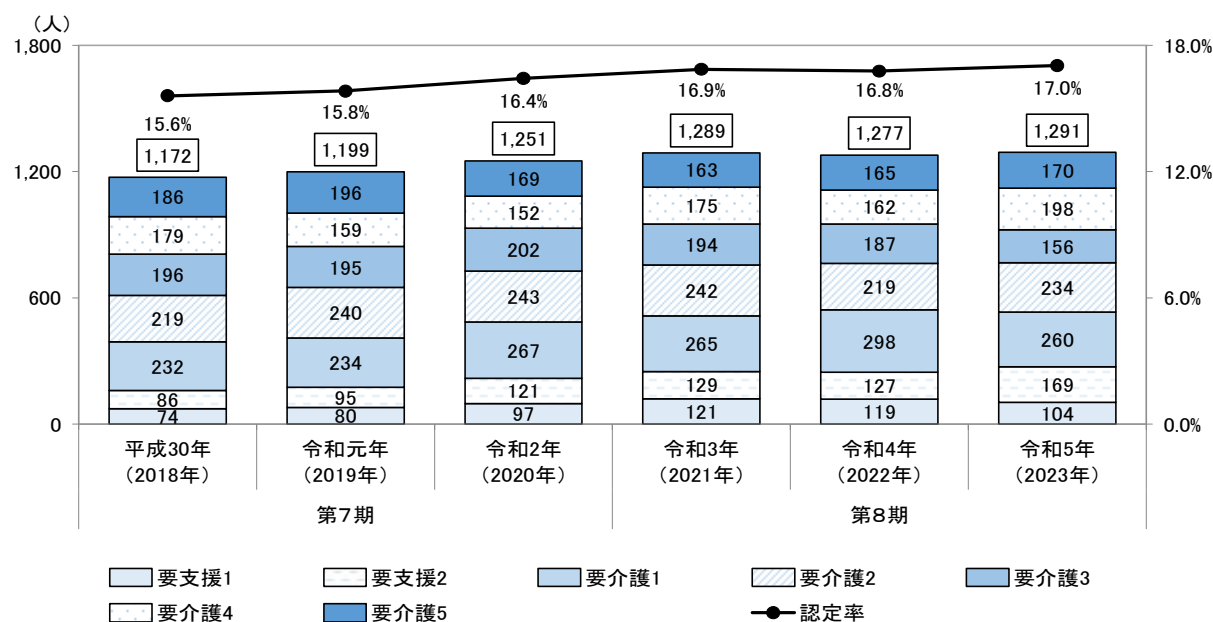 （人）
1,800 18.0%
15.6% 15.8% 16.4% 16.9% 16.8% 17.0%
1,172 1,199 1,251 1,289 1,277 1,291
1,200 12.0%
186 196 169 163 165 170
179 159 152 175 162 198
196 195 202 194 187 156
600 6.0%
219 240 243 242 219 234
232 234 267 265 298 260
86 95 121 129 127 169
74 80 97 121 119 104
0 0.0%
平成30年 令和元年 令和2年 令和3年 令和4年 令和5年
（2018年） （2019年） （2020年） （2021年） （2022年） （2023年）
第７期 第８期
要支援1 要支援2 要介護1 要介護2 要介護3
要介護4 要介護5 認定率